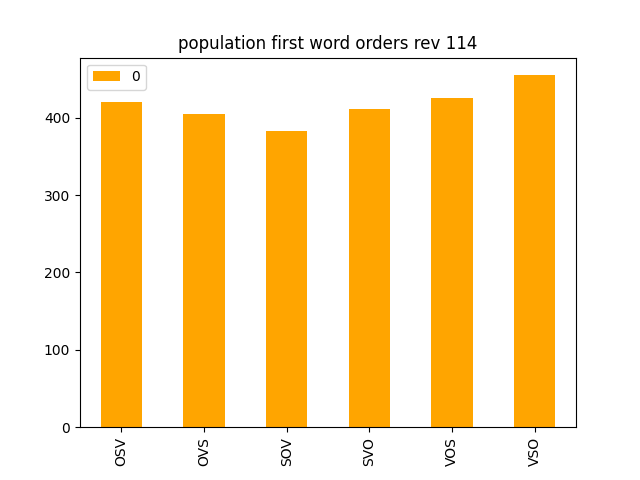 population first word orders rev 114
0
400
300
200
100
0
OSV
OVS
SOV
SVO
VOS
VSO